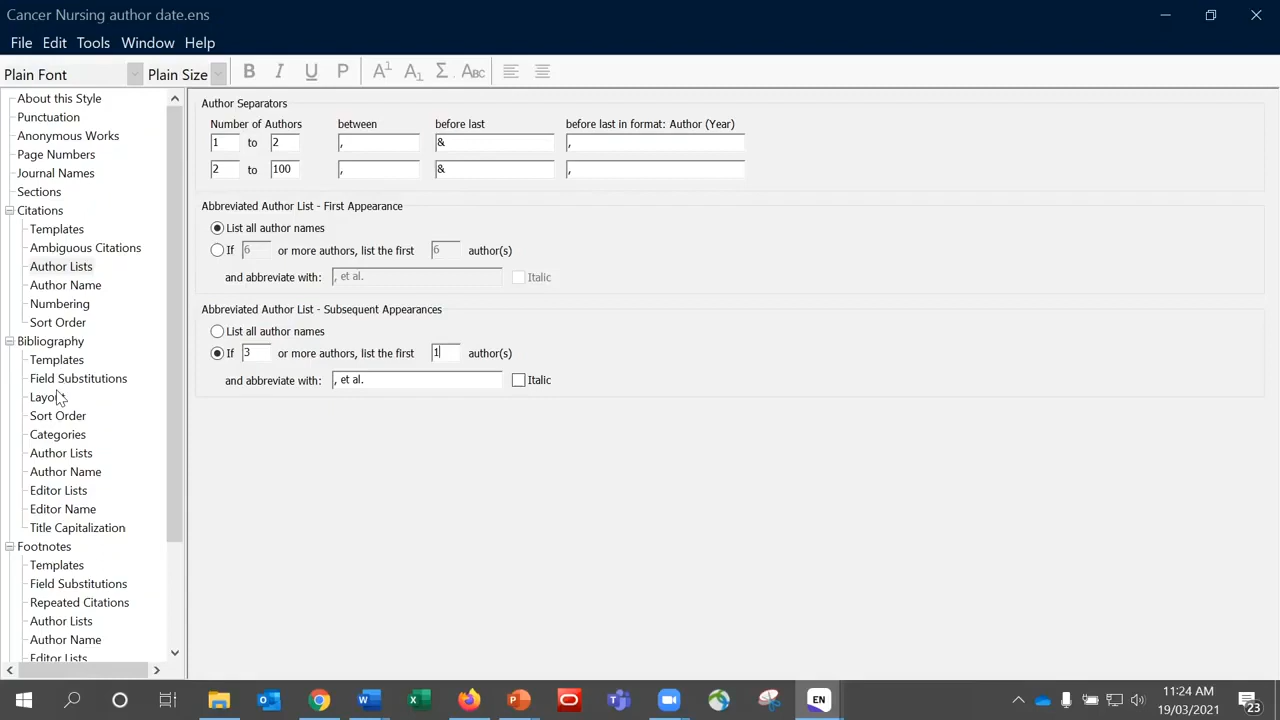 Cancer Nursing author date.ens
File Edit Tools Window Help
Plain Font Plain Size B I U P A1 A1 Σ ABC
About this Style
Punctuation
Anonymous Works
Page Numbers
Journal Names
Sections
Citations
Templates
Ambiguous Citations
Author Lists
Author Name
Numbering
Sort Order
Bibliography
Templates
Field Substitutions
Layout
Sort Order
Categories
Author Lists
Author Name
Editor Lists
Editor Name
Title Capitalization
Footnotes
Templates
Field Substitutions
Repeated Citations
Author Lists
Author Name
Editor Lists
Author Separators
Number of Authors between before last before last in format: Author (Year)
1 to 2 , & ,
2 to 100 , & ,
Abbreviated Author List - First Appearance
List all author names
If 6 or more authors, list the first 6 author(s)
and abbreviate with: , et al. Italic
Abbreviated Author List - Subsequent Appearances
List all author names
If 3 or more authors, list the first 1 author(s)
and abbreviate with: , et al. Italic
EN
11:24 AM
19/03/2021
23